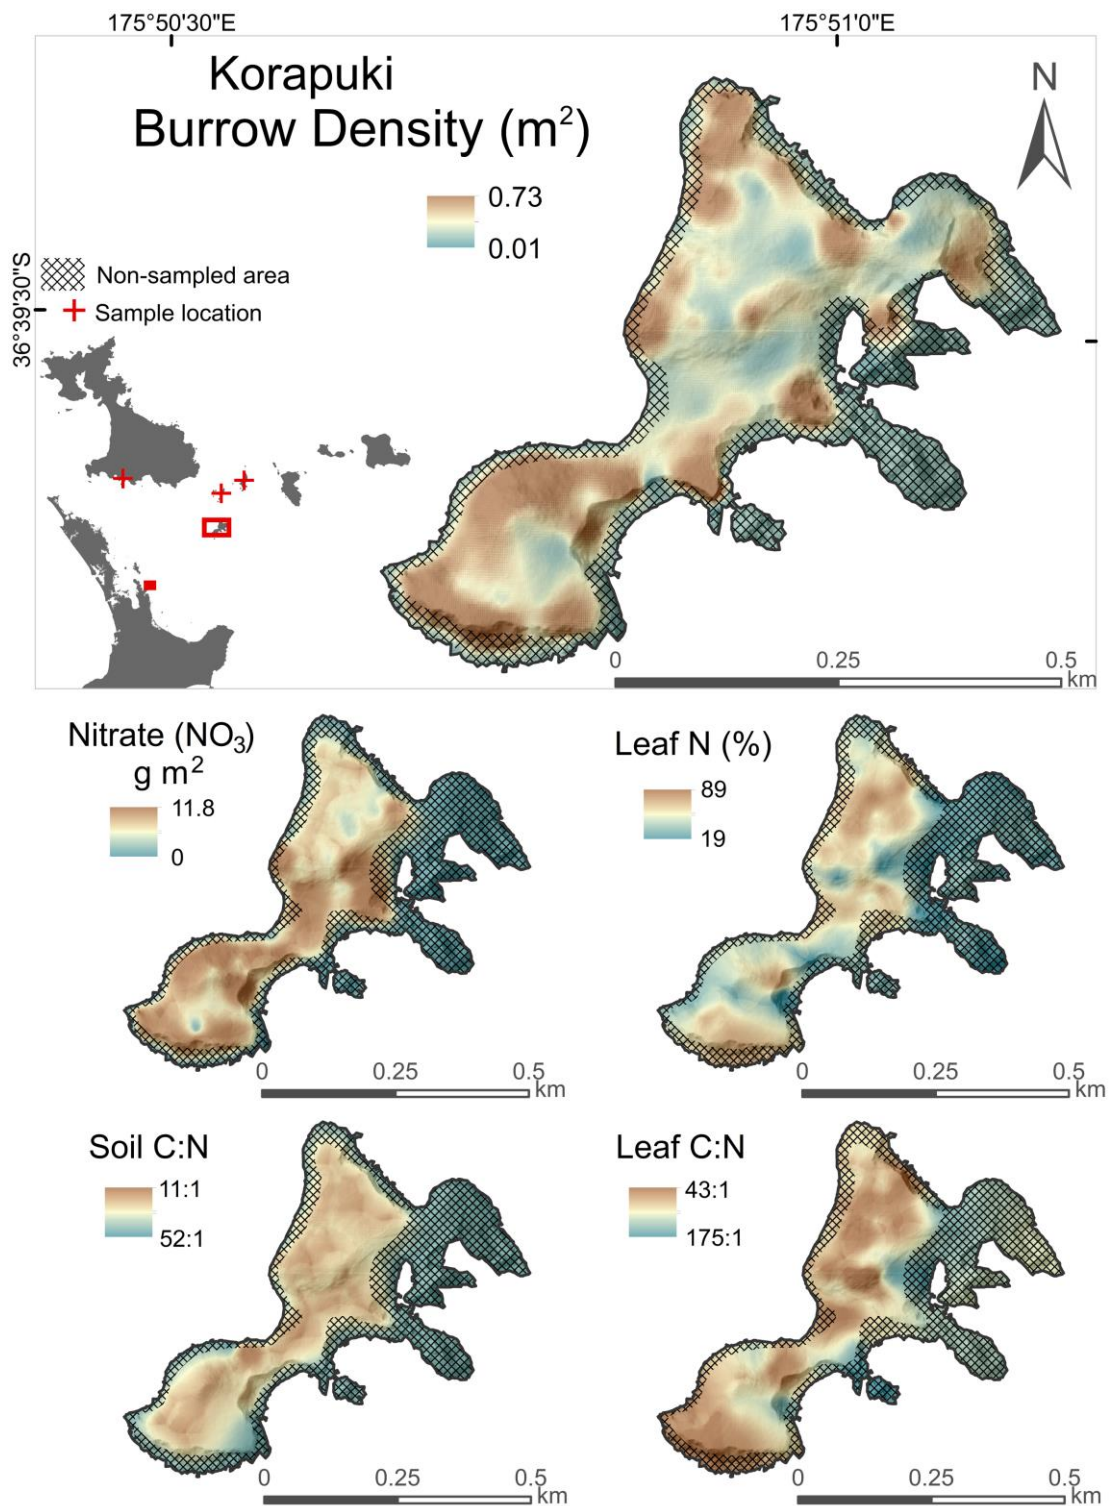 175°50'30"E
175°51'0"E
Korapuki
Burrow Density (m²)
N
0.73
0.01
36°39'30"S
Non-sampled area
Sample location
0
0.25
0.5
km
Nitrate (NO₃)
g m²
11.8
0
Leaf N (%)
89
19
0
0.25
0.5
km
0
0.25
0.5
km
Soil C:N
11:1
52:1
Leaf C:N
43:1
175:1
0
0.25
0.5
km
0
0.25
0.5
km